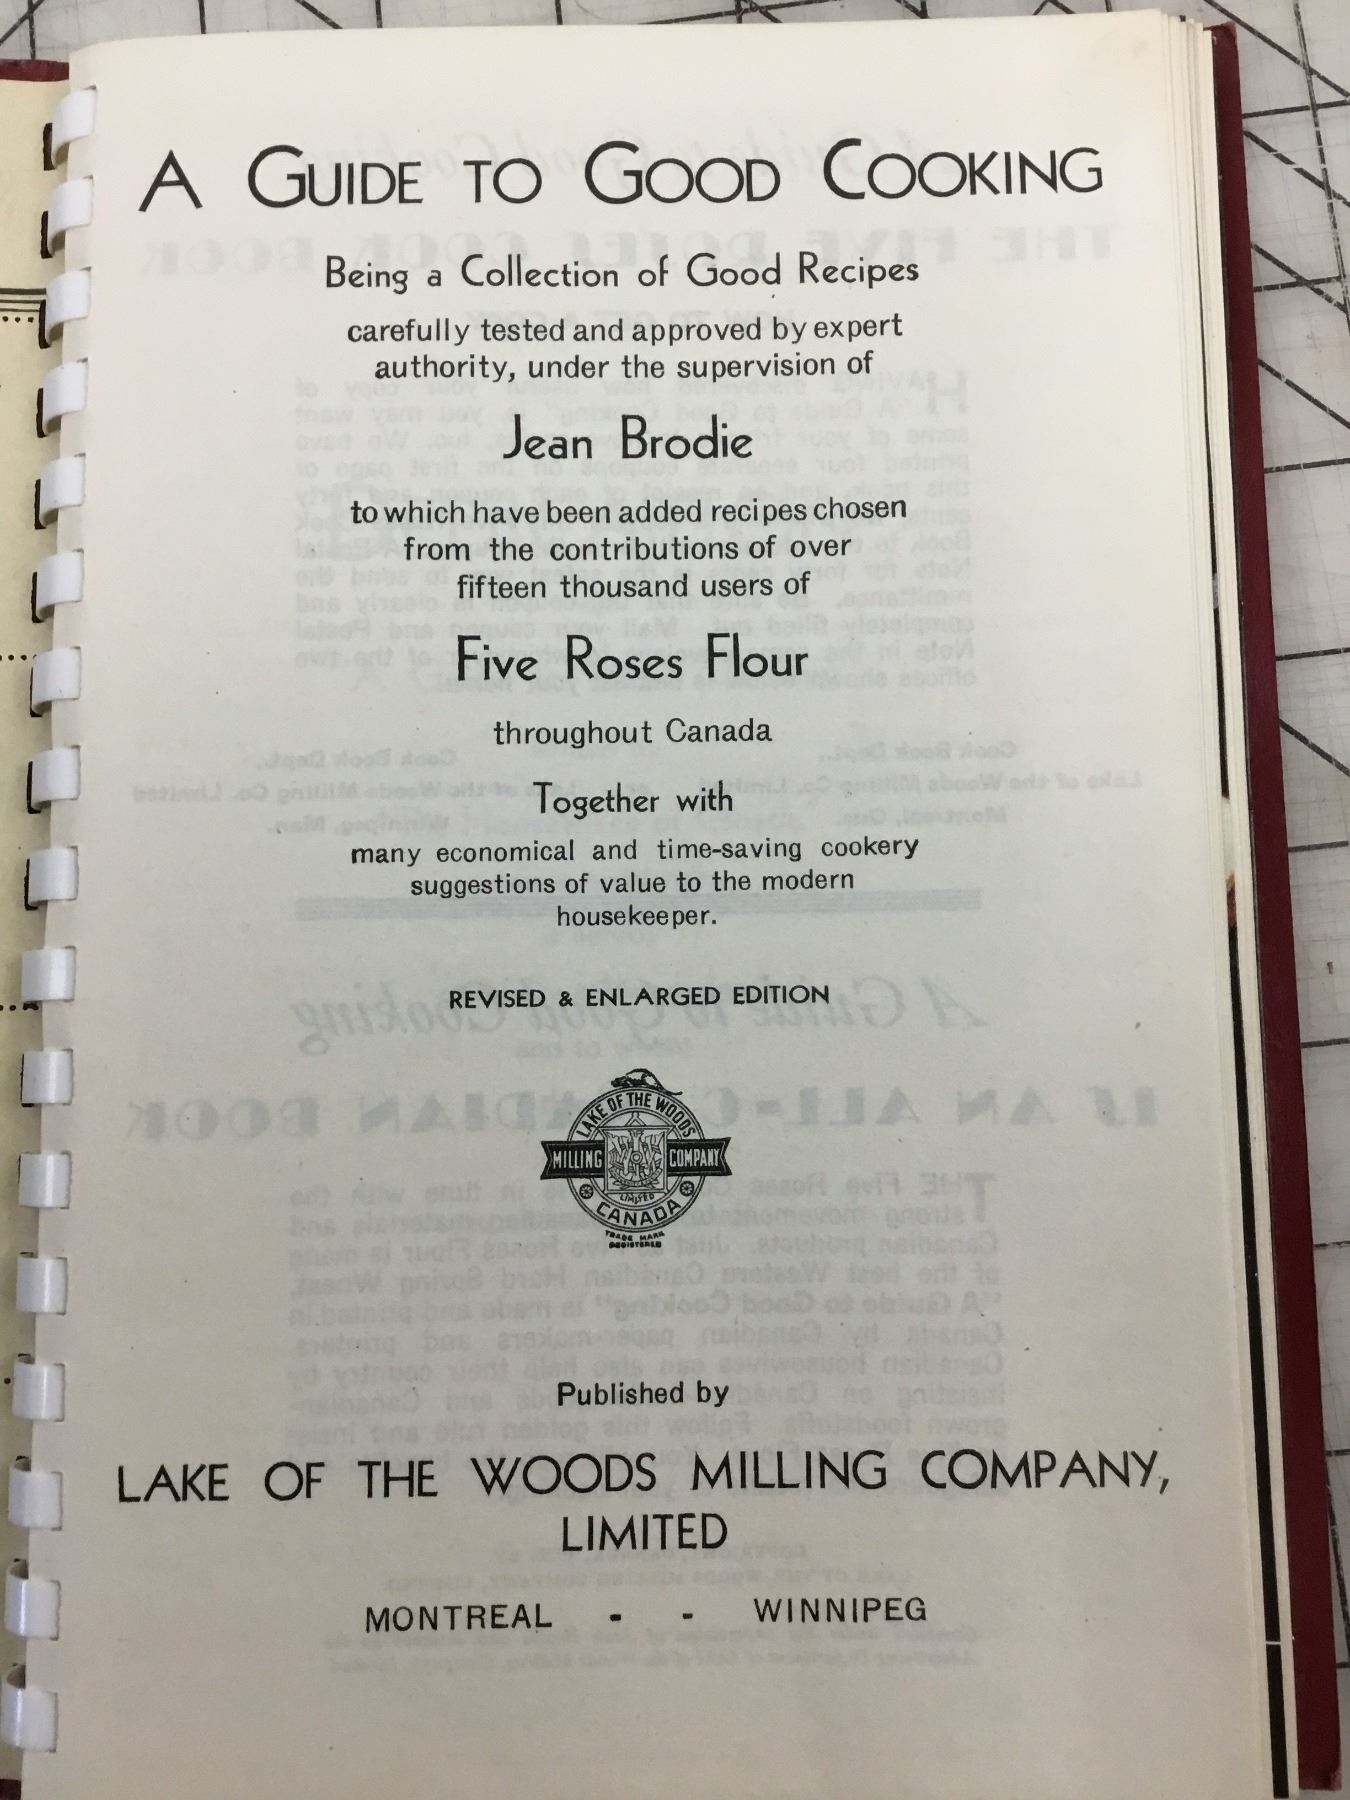 A GUIDE TO GOOD COOKING
Being a Collection of Good Recipes
carefully tested and approved by expert
authority, under the supervision of
Jean Brodie
to which have been added recipes chosen
from the contributions of over
fifteen thousand users of
Five Roses Flour
throughout Canada
Together with
many economical and time-saving cookery
suggestions of value to the modern
housekeeper.
REVISED & ENLARGED EDITION
LAKE OF THE WOODS
MILLING COMPANY
LIMITED
CANADA
TRADE MARK
REGISTERED
Published by
LAKE OF THE WOODS MILLING COMPANY,
LIMITED
MONTREAL - - WINNIPEG